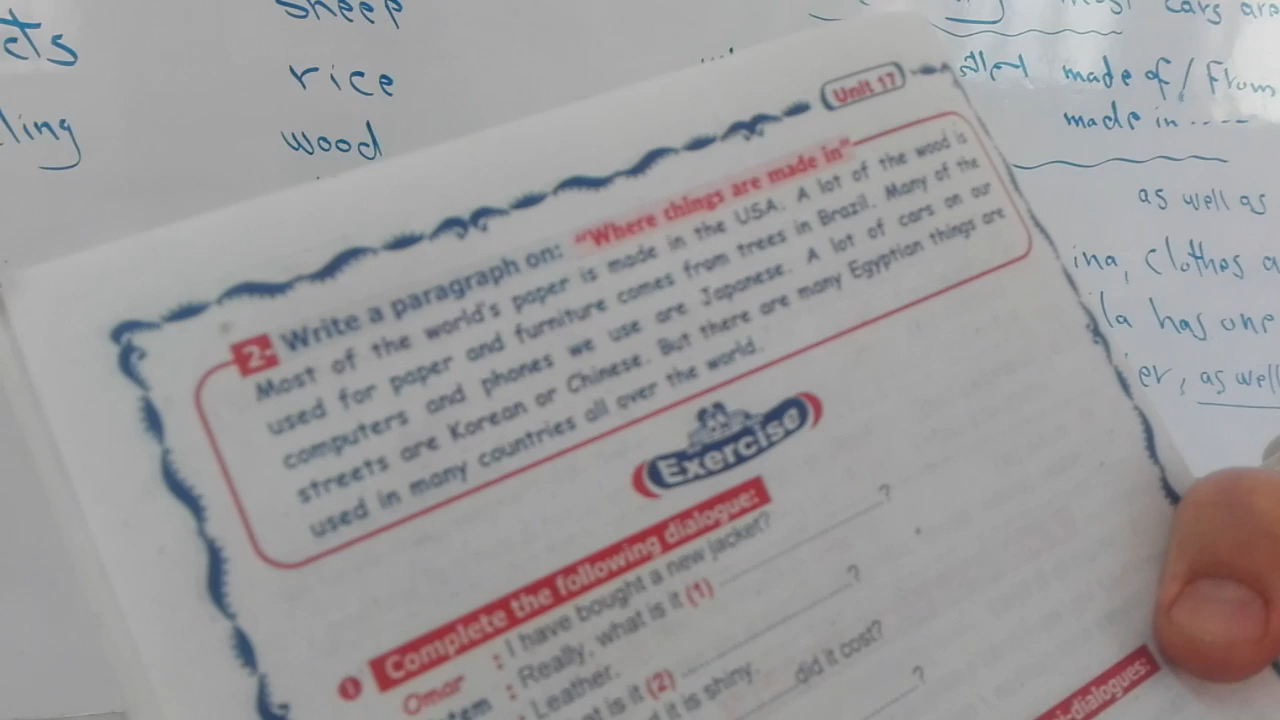 cts
sheep
rice
ling
wood
most cars are
made of / From
made in -----
as well as
ina, clothes a
la has one
er, as well
Unit 17
2- Write a paragraph on: "Where things are made in"
Most of the world's paper is made in the USA. A lot of the wood is
used for paper and furniture comes from trees in Brazil. Many of the
computers and phones we use are Japanese. A lot of cars on our
streets are Korean or Chinese. But there are many Egyptian things are
used in many countries all over the world.
Exercise
1 Complete the following dialogue:
Omar : I have bought a new jacket?
tem : Really, what is it (1) ?
: Leather.
at is it (2) ?
d it is shiny.
did it cost?
?
i-dialogues: